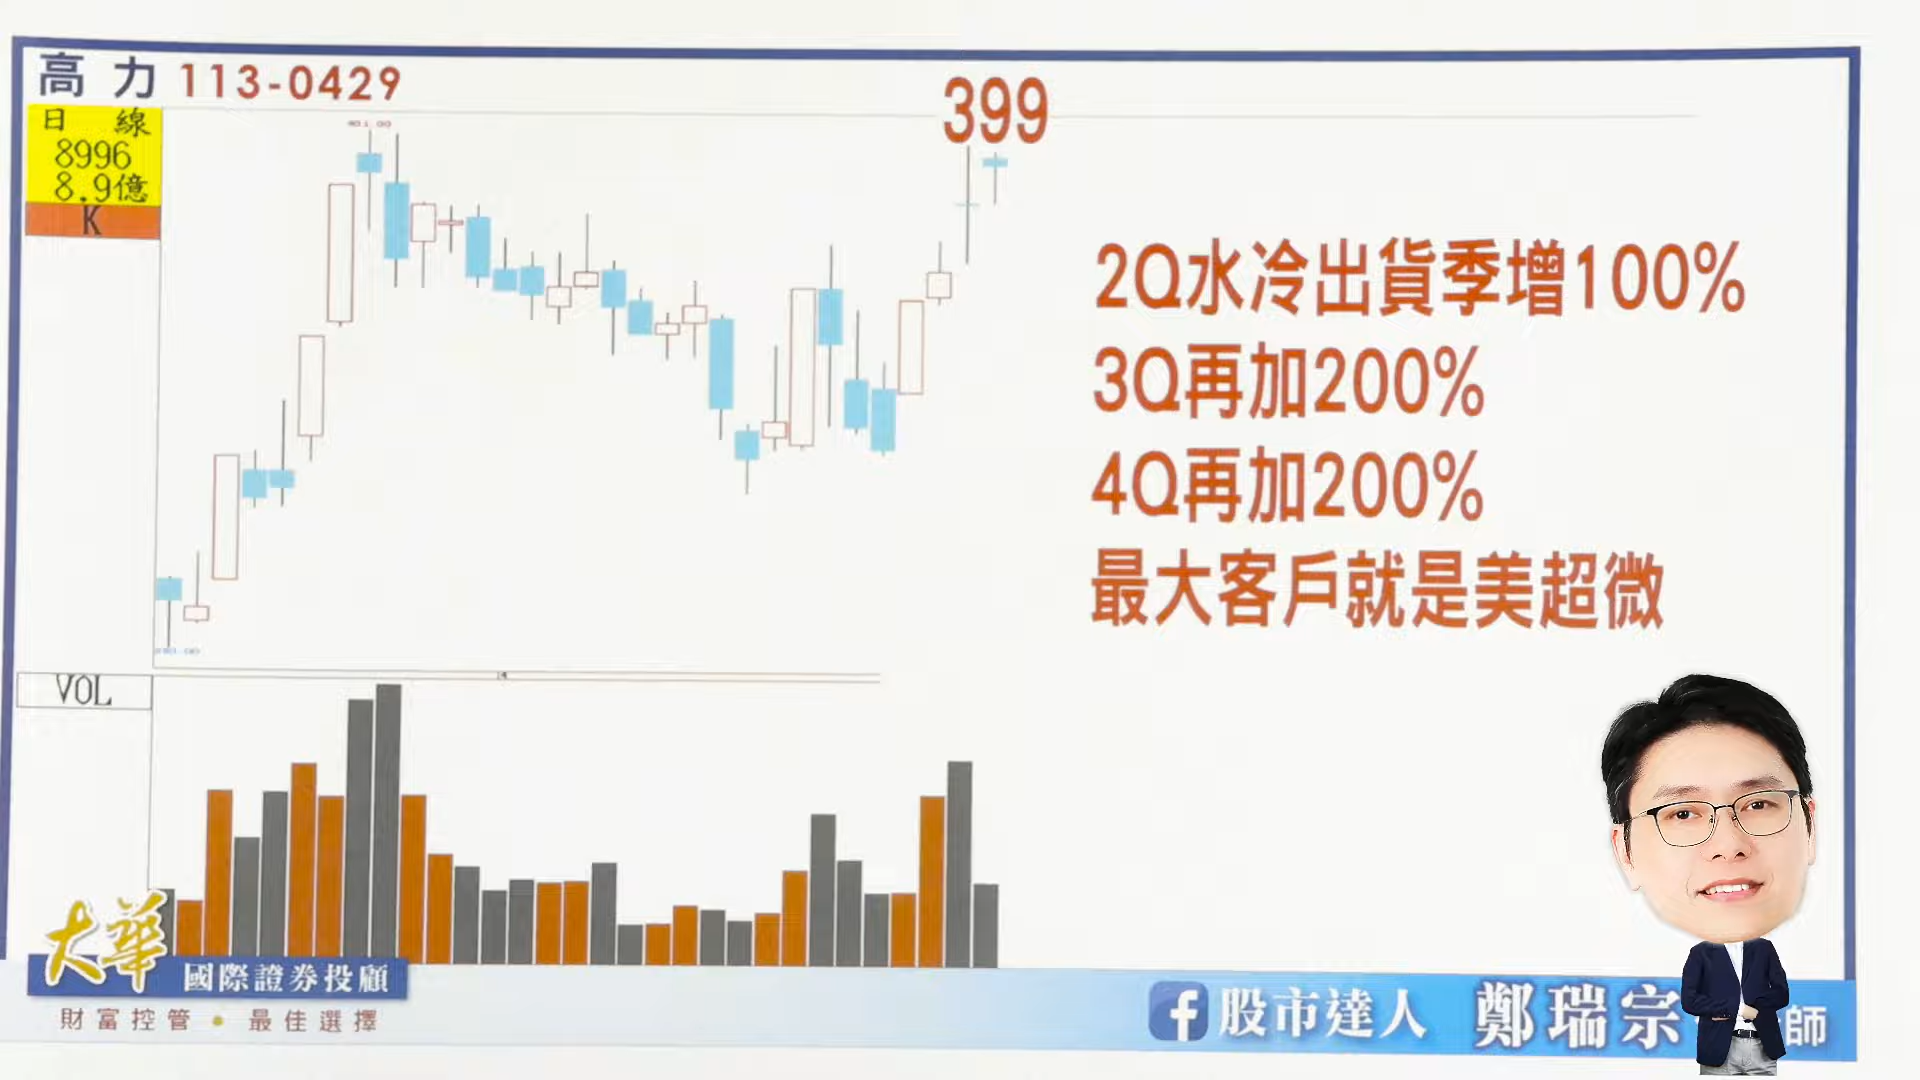 高力 113-0429
399
日線
8996
8.9億
K
2Q水冷出貨季增100%
3Q再加200%
4Q再加200%
最大客戶就是美超微
VOL
大華
國際證券投顧
財富控管・最佳選擇
f 股市達人 鄭瑞宗 師